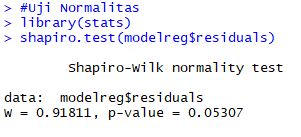 > #Uji Normalitas
> library(stats)
> shapiro.test(modelreg$residuals)
Shapiro-Wilk normality test
data:  modelreg$residuals
W = 0.91811, p-value = 0.05307